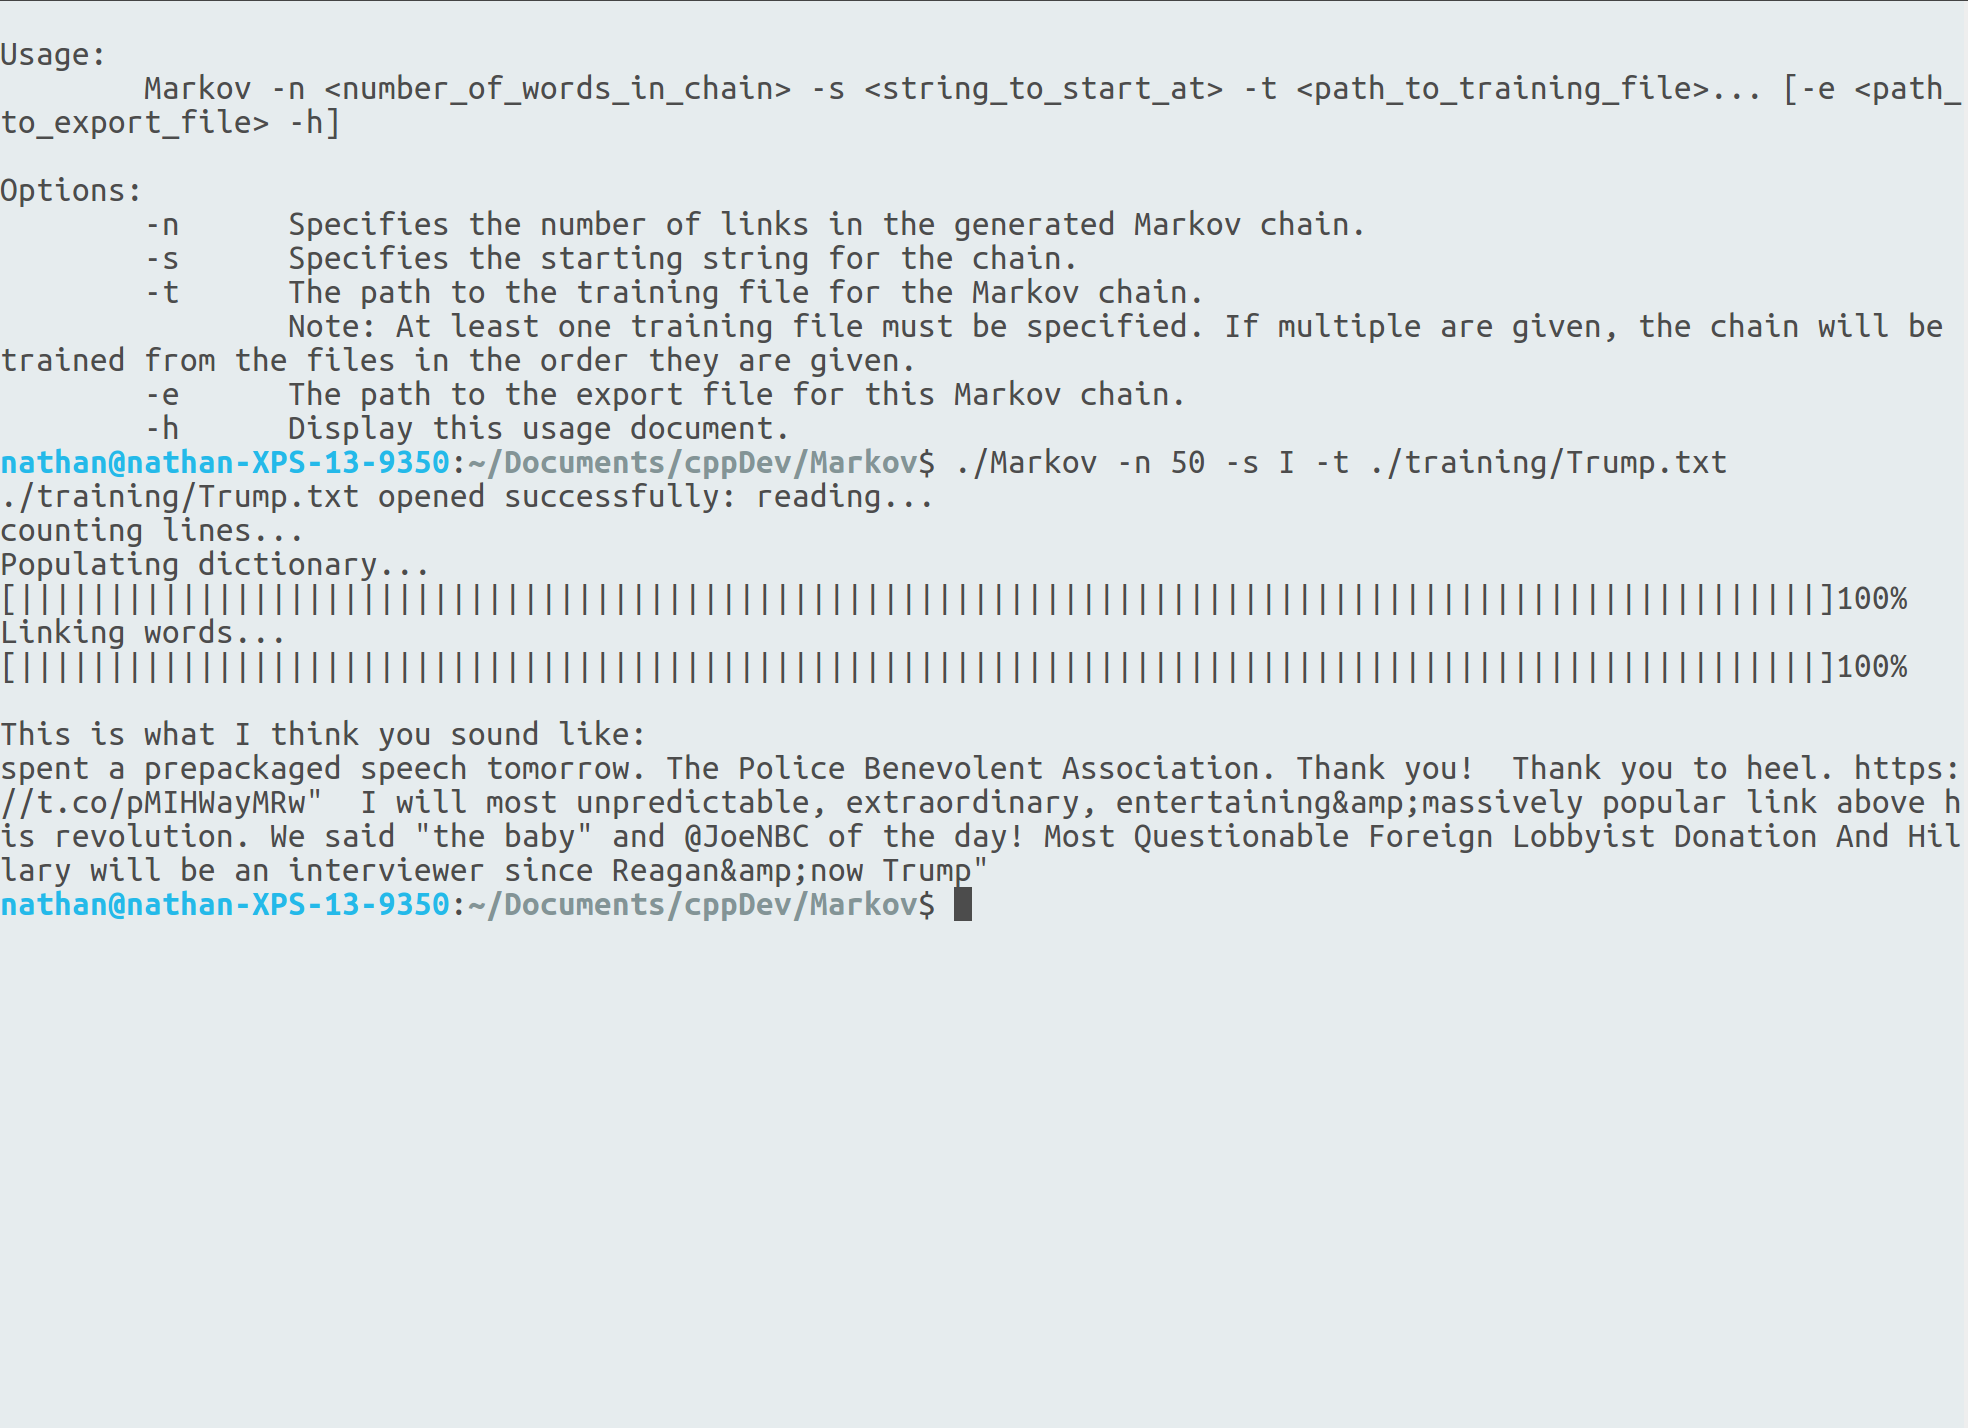 Usage:
        Markov -n <number_of_words_in_chain> -s <string_to_start_at> -t <path_to_training_file>... [-e <path_
to_export_file> -h]

Options:
        -n      Specifies the number of links in the generated Markov chain.
        -s      Specifies the starting string for the chain.
        -t      The path to the training file for the Markov chain.
                Note: At least one training file must be specified. If multiple are given, the chain will be
trained from the files in the order they are given.
        -e      The path to the export file for this Markov chain.
        -h      Display this usage document.
nathan@nathan-XPS-13-9350:~/Documents/cppDev/Markov$ ./Markov -n 50 -s I -t ./training/Trump.txt
./training/Trump.txt opened successfully: reading...
counting lines...
Populating dictionary...
[||||||||||||||||||||||||||||||||||||||||||||||||||||||||||||||||||||||||||||||||||||||||||||||||||||]100%
Linking words...
[||||||||||||||||||||||||||||||||||||||||||||||||||||||||||||||||||||||||||||||||||||||||||||||||||||]100%

This is what I think you sound like:
spent a prepackaged speech tomorrow. The Police Benevolent Association. Thank you!  Thank you to heel. https:
//t.co/pMIHWayMRw"  I will most unpredictable, extraordinary, entertaining&amp;massively popular link above h
is revolution. We said "the baby" and @JoeNBC of the day! Most Questionable Foreign Lobbyist Donation And Hil
lary will be an interviewer since Reagan&amp;now Trump"
nathan@nathan-XPS-13-9350:~/Documents/cppDev/Markov$